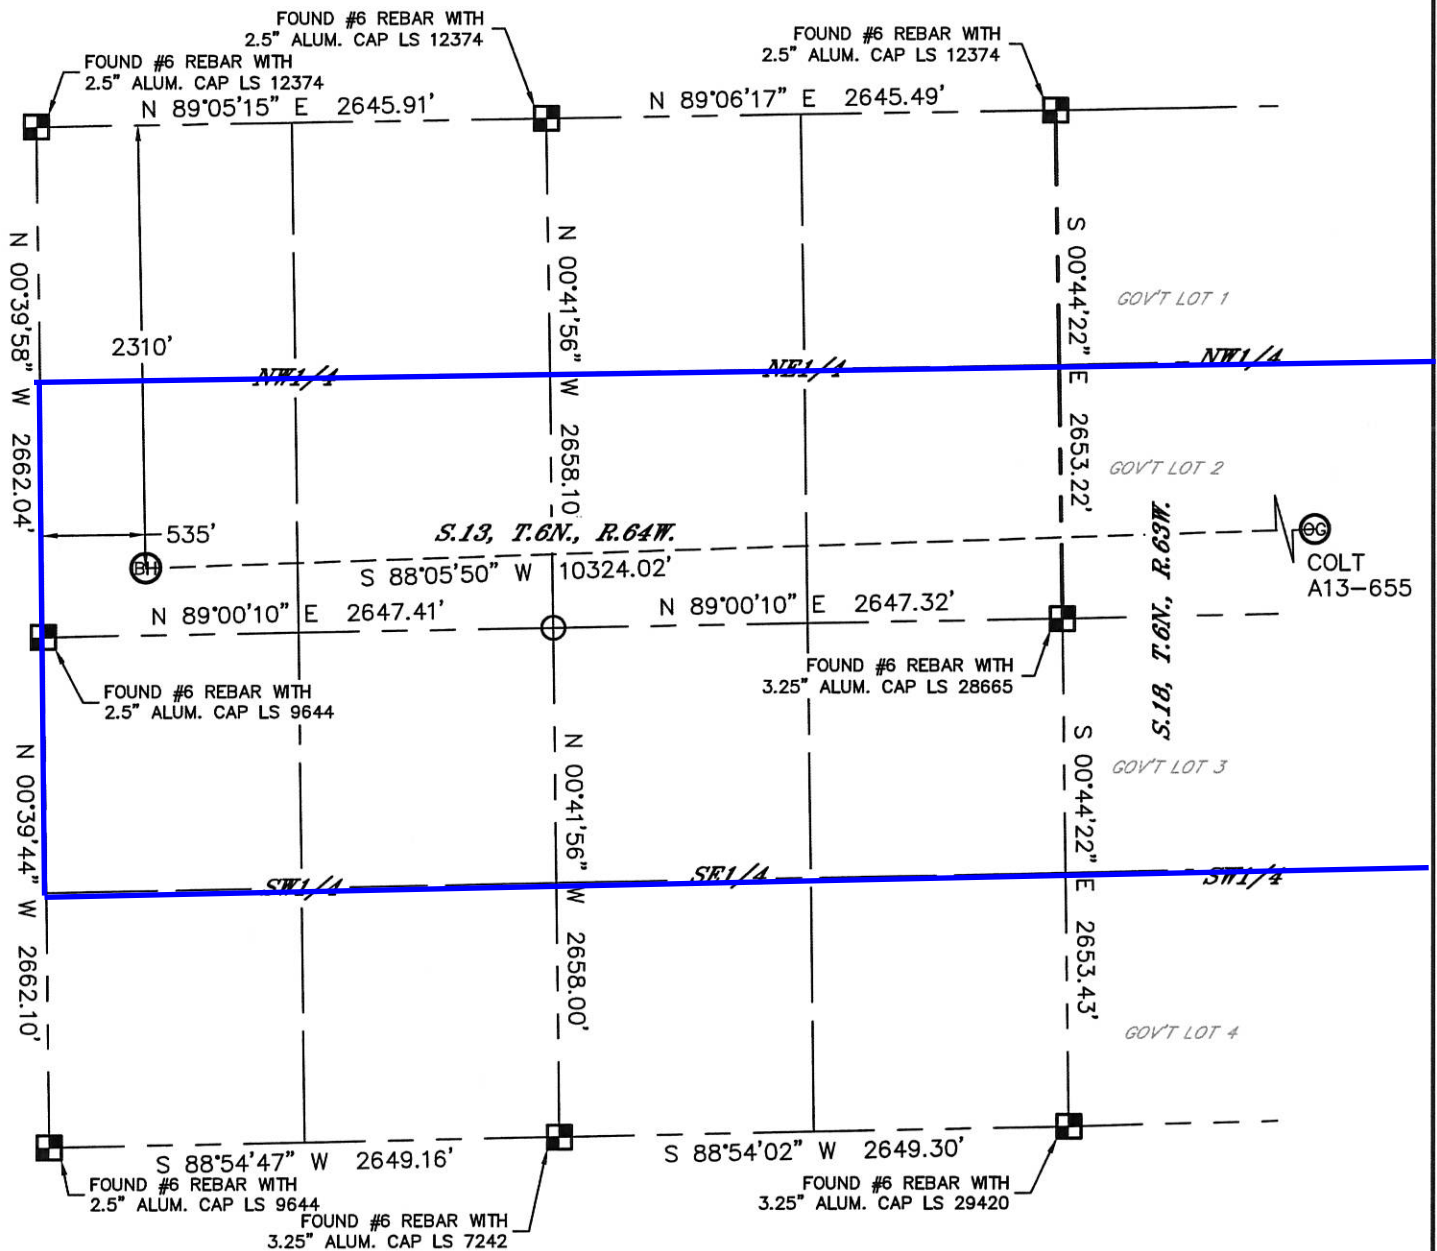 FOUND #6 REBAR WITH
2.5" ALUM. CAP LS 12374
FOUND #6 REBAR WITH
2.5" ALUM. CAP LS 12374
FOUND #6 REBAR WITH
2.5" ALUM. CAP LS 12374
N 89°05'15" E 2645.91'
N 89°06'17" E 2645.49'
N 00°39'58" W 2662.04'
N 00°41'56" W 2658.10'
S 00°44'22" E 2653.22'
GOV'T LOT 1
2310'
NW1/4
NE1/4
NW1/4
GOV'T LOT 2
535'
S.13, T.6N., R.64W.
S.18, T.6N., R.63W.
BH
S 88°05'50" W 10324.02'
OG
COLT
A13-655
N 89°00'10" E 2647.41'
N 89°00'10" E 2647.32'
FOUND #6 REBAR WITH
3.25" ALUM. CAP LS 28665
FOUND #6 REBAR WITH
2.5" ALUM. CAP LS 9644
N 00°39'44" W 2662.10'
N 00°41'56" W 2658.00'
S 00°44'22" E 2653.43'
GOV'T LOT 3
SW1/4
SE1/4
SW1/4
GOV'T LOT 4
S 88°54'47" W 2649.16'
S 88°54'02" W 2649.30'
FOUND #6 REBAR WITH
2.5" ALUM. CAP LS 9644
FOUND #6 REBAR WITH
3.25" ALUM. CAP LS 7242
FOUND #6 REBAR WITH
3.25" ALUM. CAP LS 29420